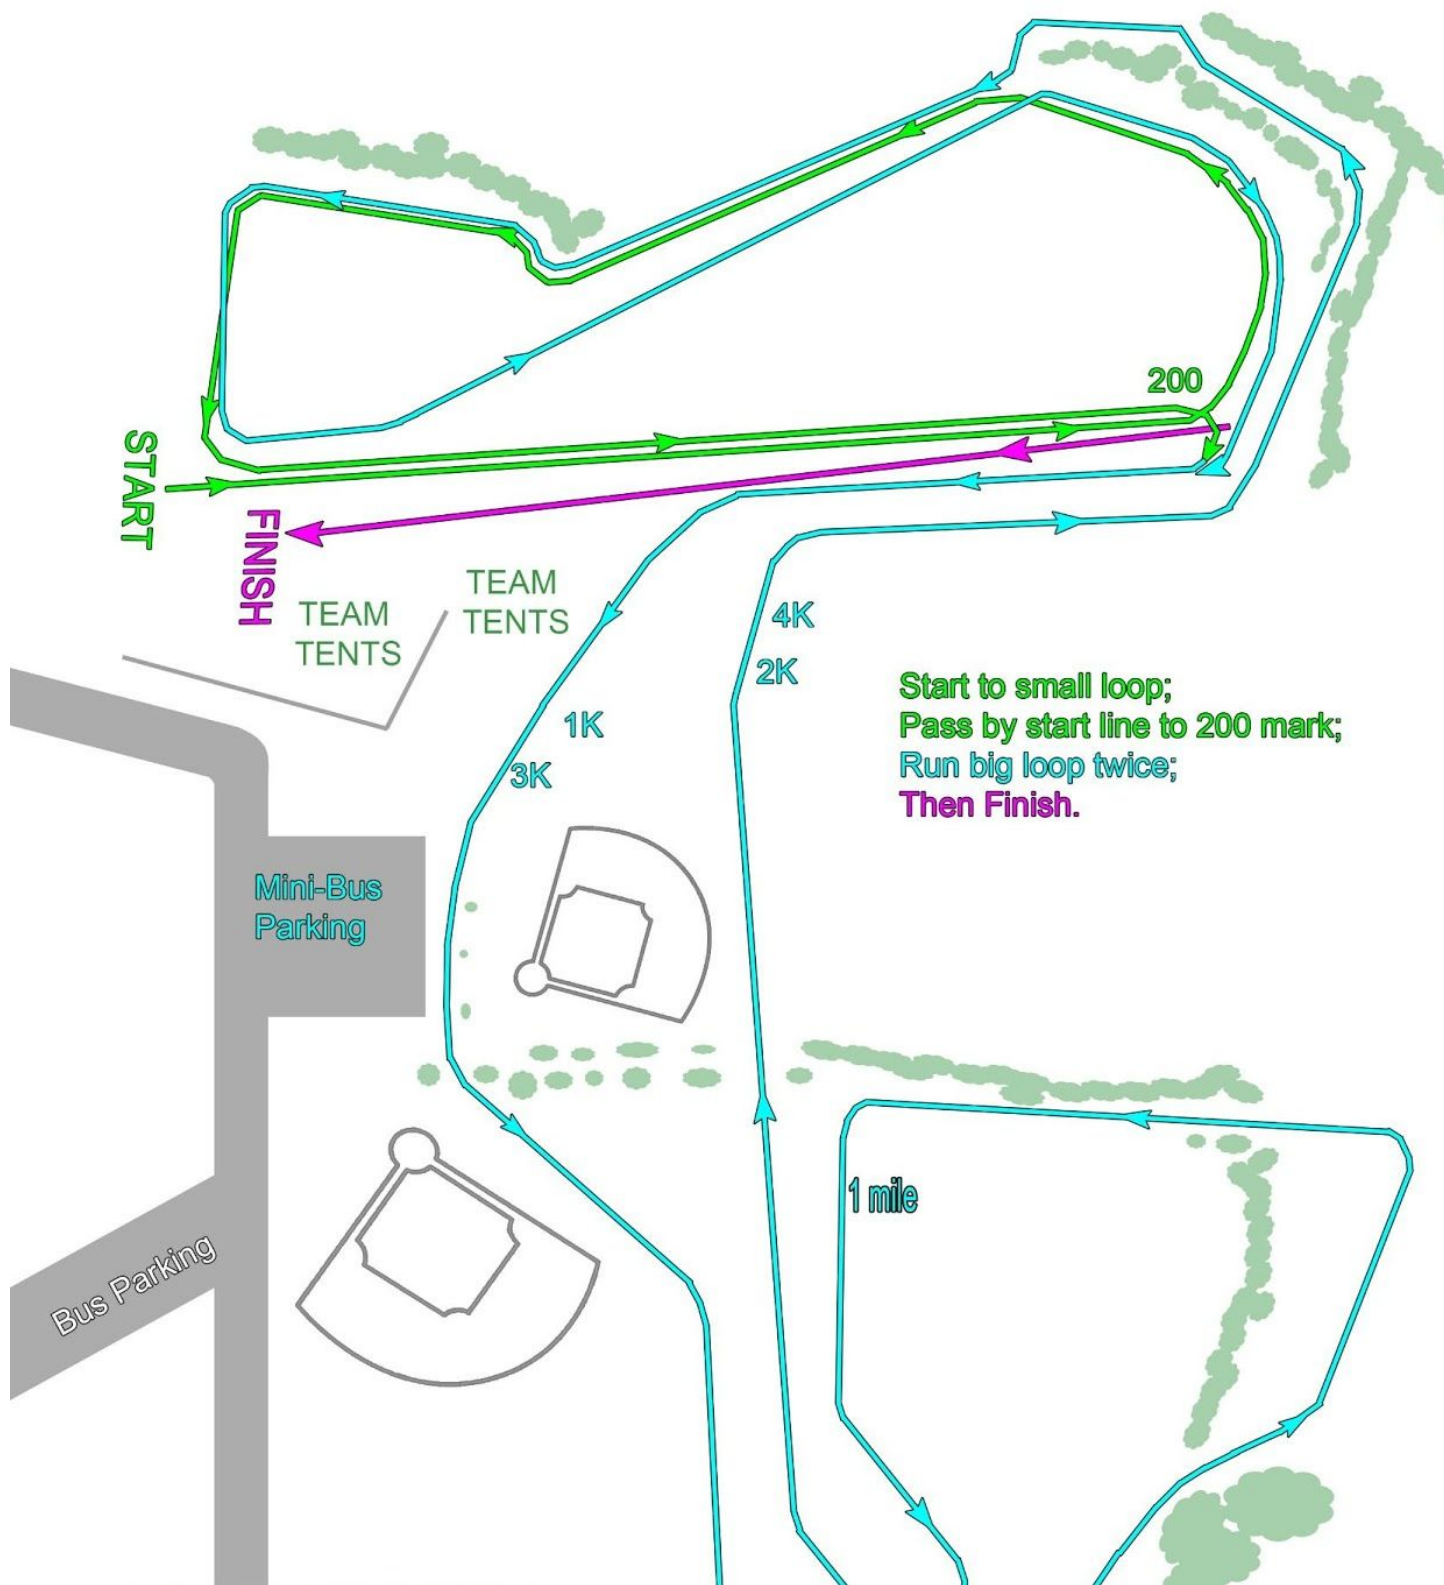 200
START
FINISH
TEAM
TENTS
TEAM
TENTS
4K
2K
1K
3K
Start to small loop;
Pass by start line to 200 mark;
Run big loop twice;
Then Finish.
Mini-Bus
Parking
1 mile
Bus Parking